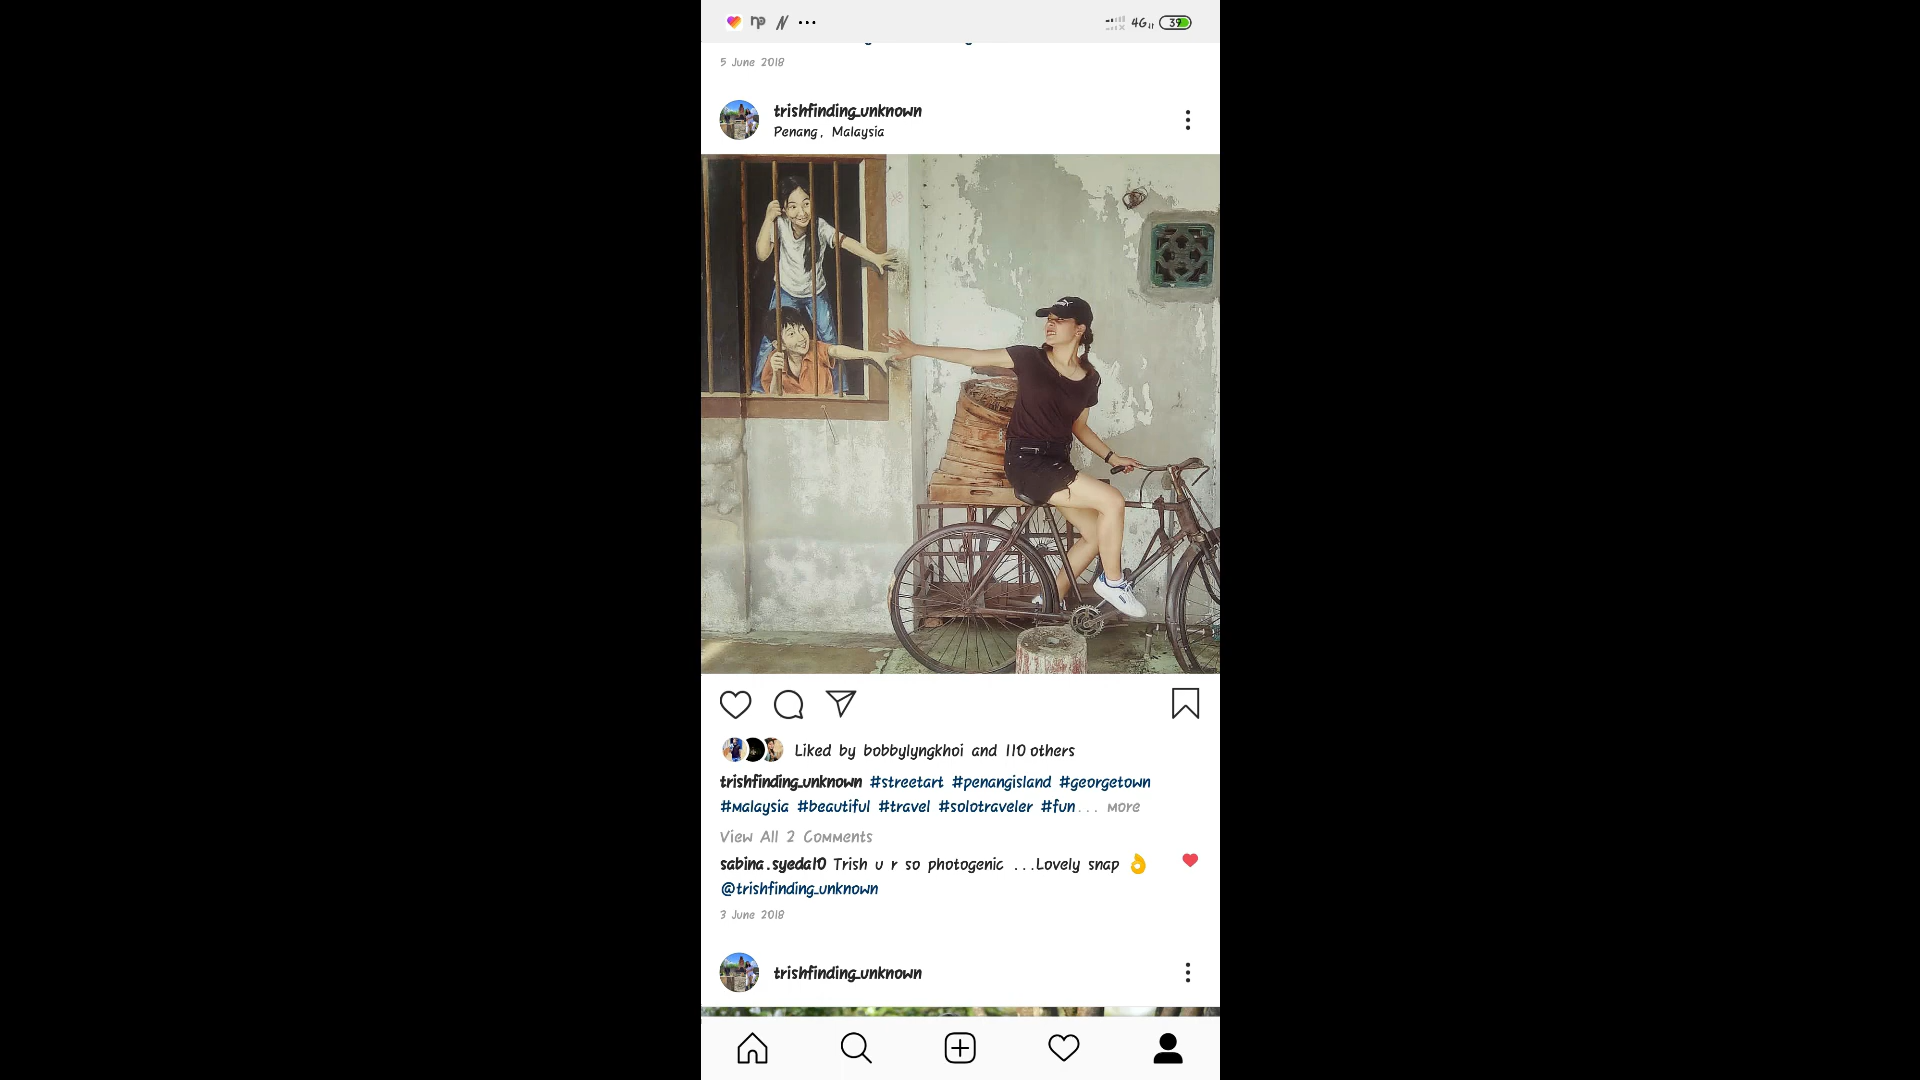 4G 39
5 June 2018
trishfinding_unknown
Penang, Malaysia
Liked by bobbylyngkhoi and 110 others
trishfinding_unknown #streetart #penangisland #georgetown
#Malaysia #beautiful #travel #solotraveler #fun... more
View All 2 Comments
sabina.syeda10 Trish u r so photogenic ...Lovely snap 👌
@trishfinding_unknown
3 June 2018
trishfinding_unknown